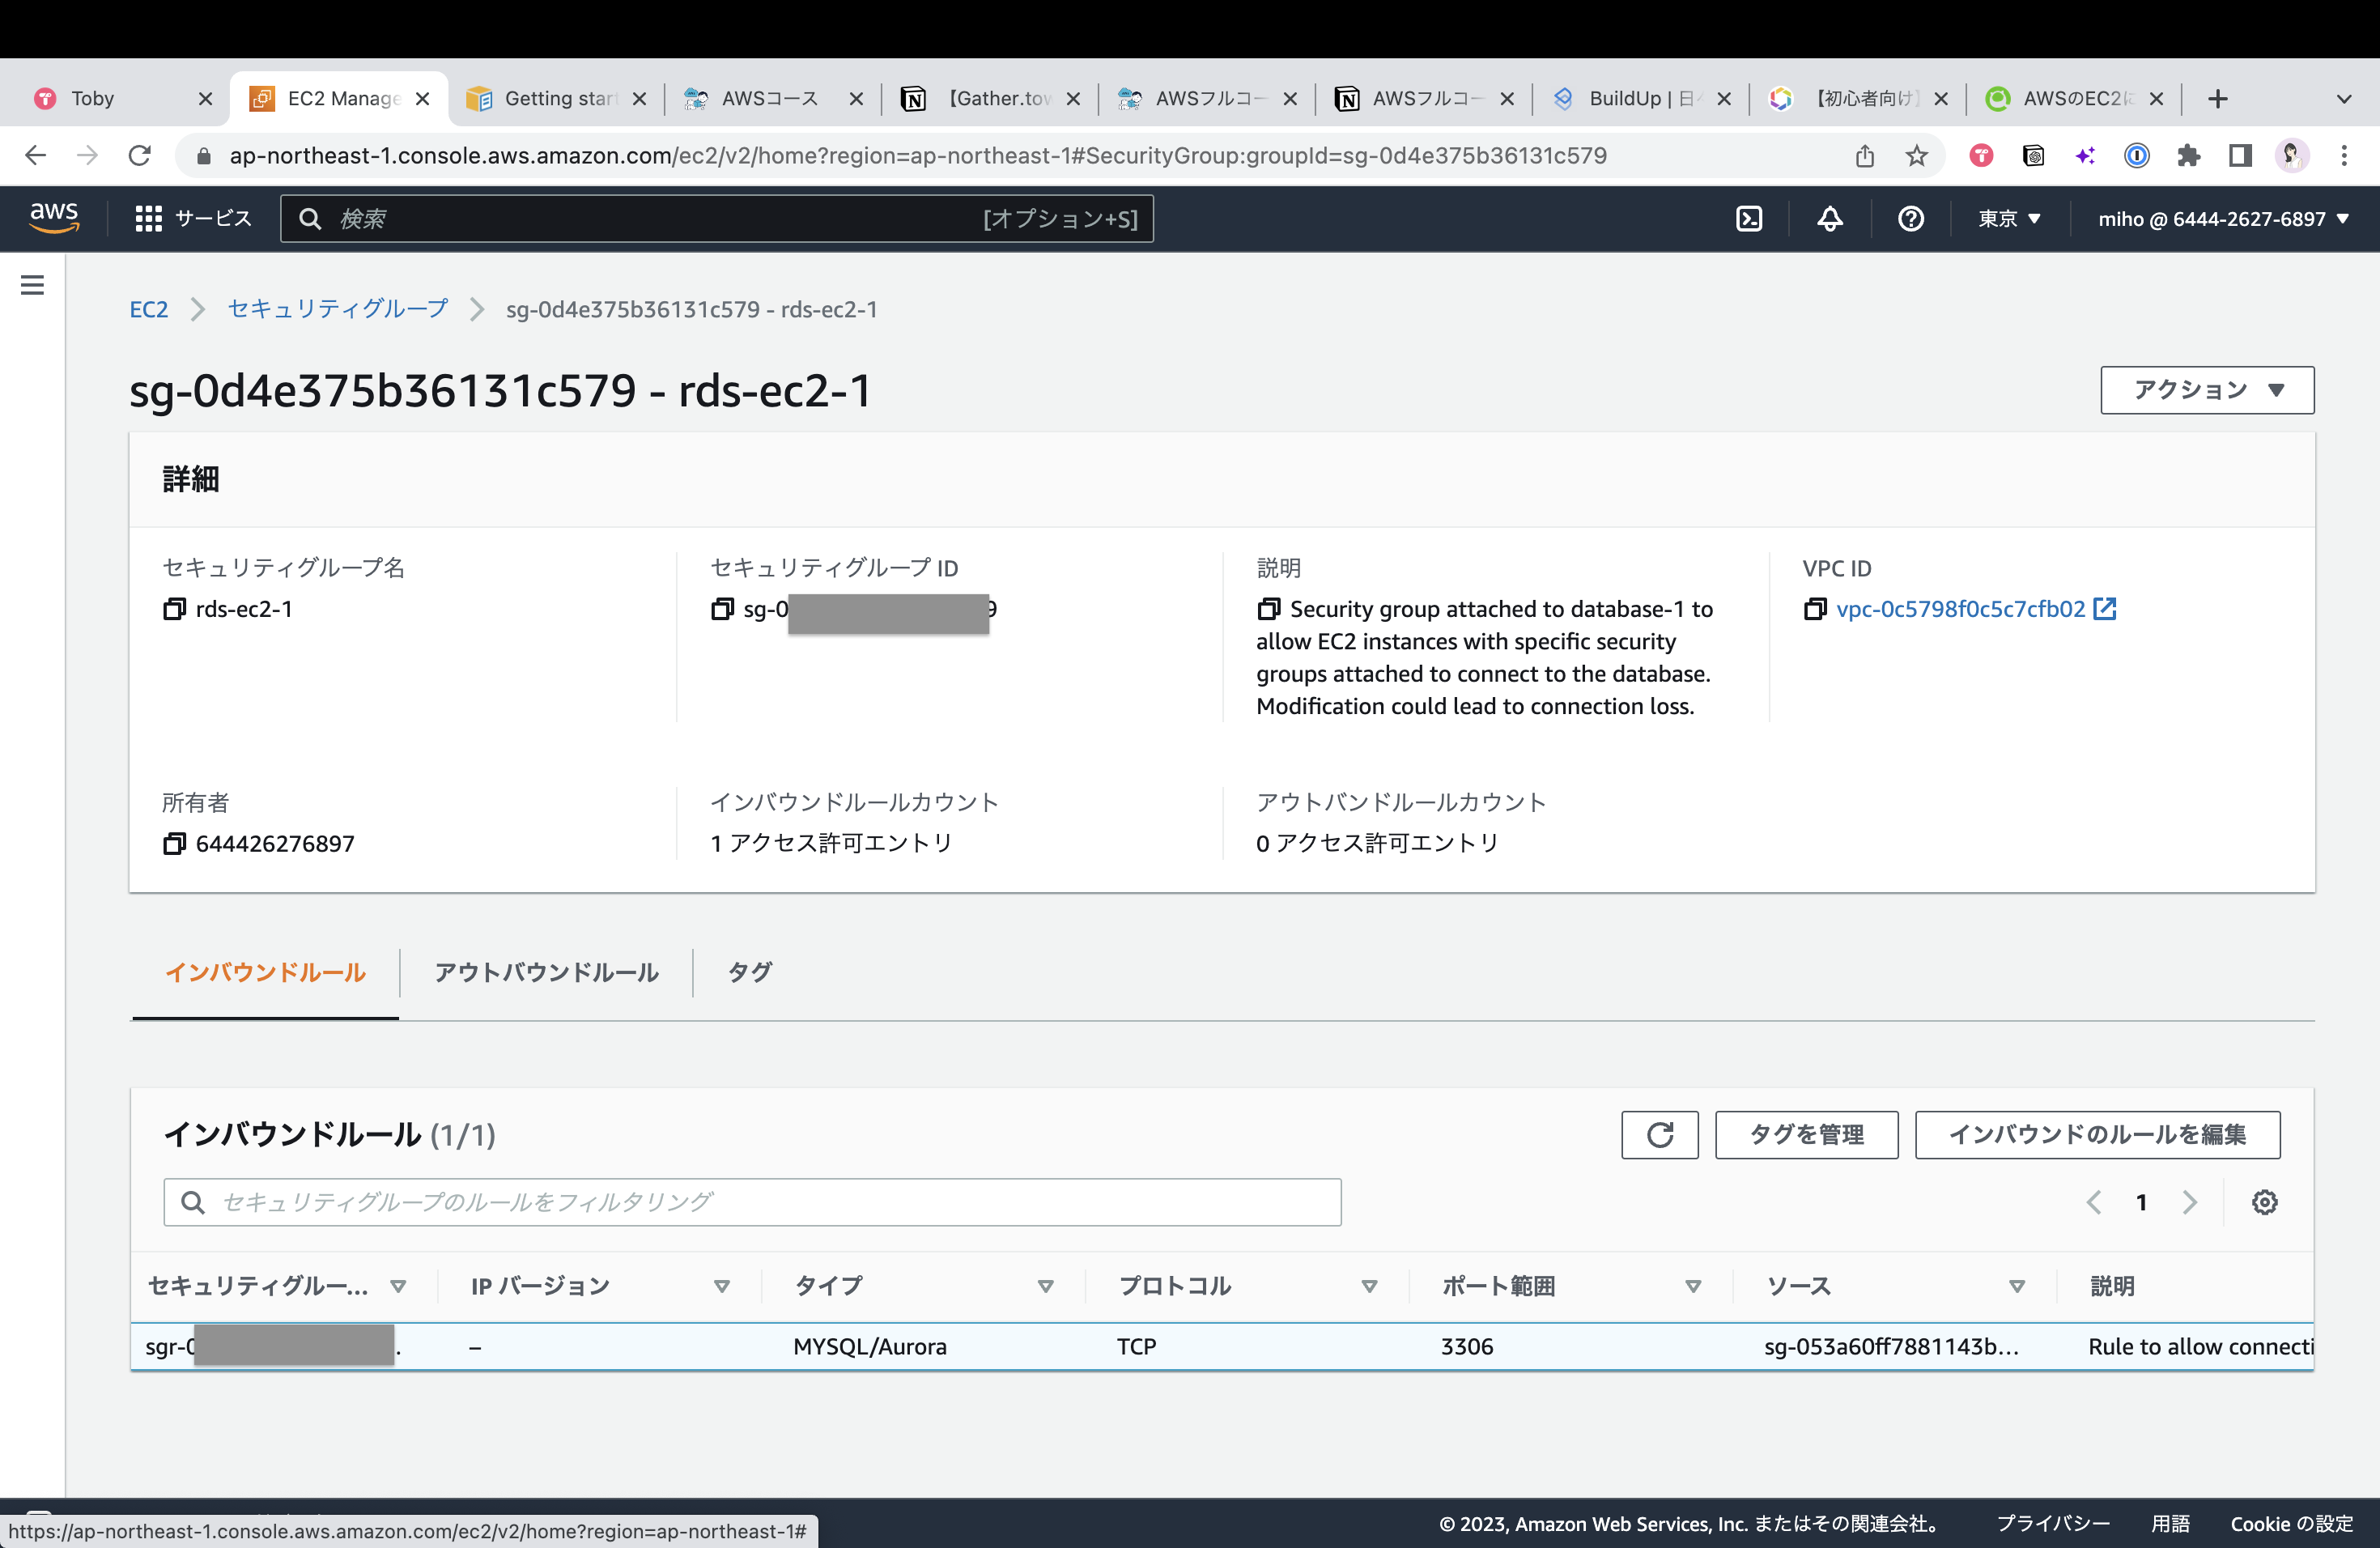 Toby
EC2 Manage
Getting star
AWSコース
【Gather.tow
AWSフルコー
AWSフルコー
BuildUp | 日
【初心者向け】
AWSのEC2に
ap-northeast-1.console.aws.amazon.com/ec2/v2/home?region=ap-northeast-1#SecurityGroup:groupId=sg-0d4e375b36131c579
aws
サービス
検索
[オプション+S]
東京
miho @ 6444-2627-6897
EC2
セキュリティグループ
sg-0d4e375b36131c579 - rds-ec2-1
sg-0d4e375b36131c579 - rds-ec2-1
アクション
詳細
セキュリティグループ名
rds-ec2-1
セキュリティグループ ID
sg-0
9
説明
Security group attached to database-1 to
allow EC2 instances with specific security
groups attached to connect to the database.
Modification could lead to connection loss.
VPC ID
vpc-0c5798f0c5c7cfb02
所有者
644426276897
インバウンドルールカウント
1 アクセス許可エントリ
アウトバンドルールカウント
0 アクセス許可エントリ
インバウンドルール
アウトバウンドルール
タグ
インバウンドルール (1/1)
タグを管理
インバウンドのルールを編集
セキュリティグループのルールをフィルタリング
1
セキュリティグルー...
IP バージョン
タイプ
プロトコル
ポート範囲
ソース
説明
sgr-0
.
–
MYSQL/Aurora
TCP
3306
sg-053a60ff7881143b...
Rule to allow connecti
https://ap-northeast-1.console.aws.amazon.com/ec2/v2/home?region=ap-northeast-1#
© 2023, Amazon Web Services, Inc. またはその関連会社。
プライバシー
用語
Cookie の設定